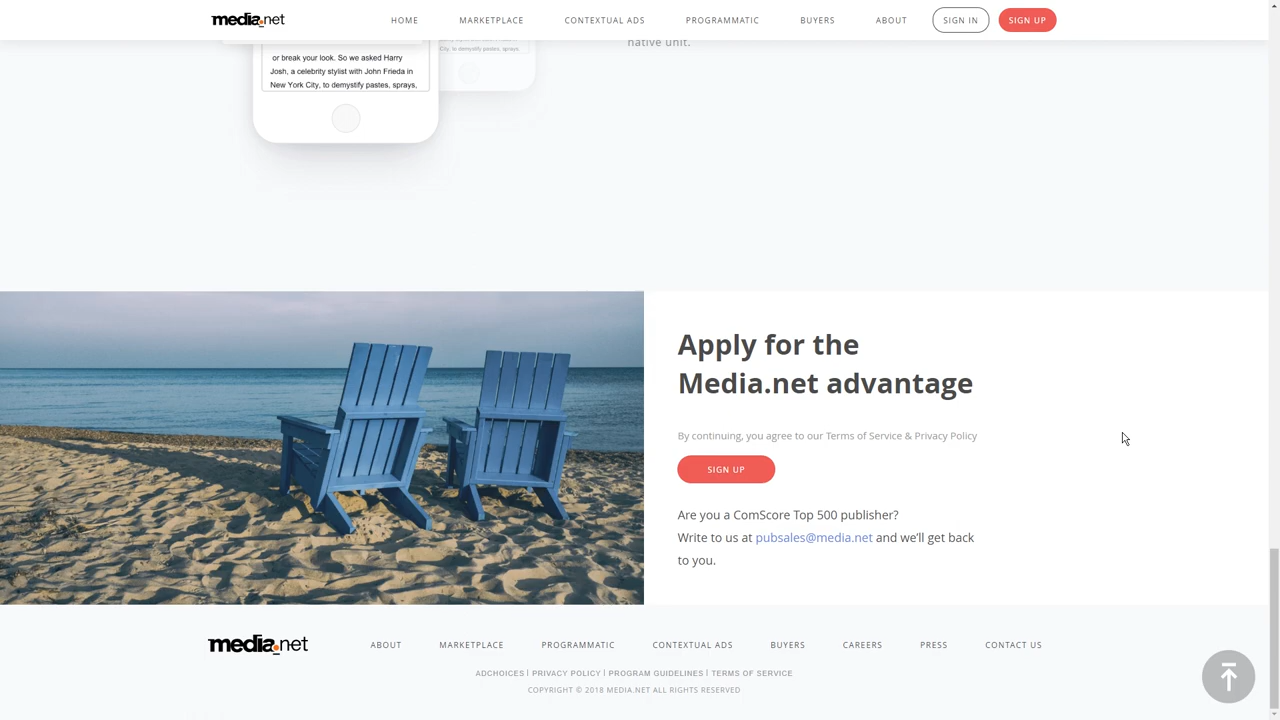 media.net
HOME MARKETPLACE CONTEXTUAL ADS PROGRAMMATIC BUYERS ABOUT SIGN IN SIGN UP
native unit.
City, to demystify pastes, sprays,
or break your look. So we asked Harry
Josh, a celebrity stylist with John Frieda in
New York City, to demystify pastes, sprays,
Apply for the
Media.net advantage
By continuing, you agree to our Terms of Service & Privacy Policy
SIGN UP
Are you a ComScore Top 500 publisher?
Write to us at pubsales@media.net and we'll get back
to you.
media.net
ABOUT MARKETPLACE PROGRAMMATIC CONTEXTUAL ADS BUYERS CAREERS PRESS CONTACT US
ADCHOICES | PRIVACY POLICY | PROGRAM GUIDELINES | TERMS OF SERVICE
COPYRIGHT © 2018 MEDIA.NET ALL RIGHTS RESERVED